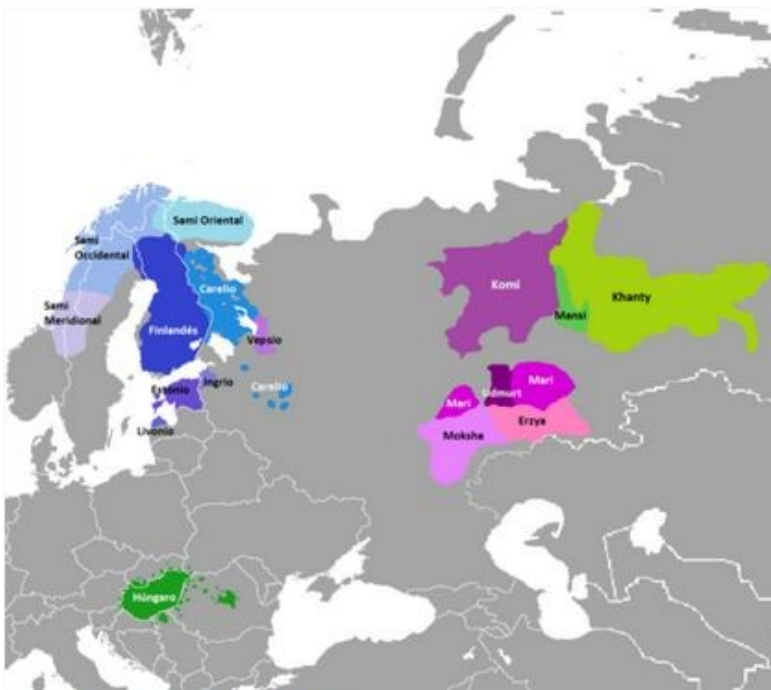 Sami Oriental
Sami
Occidental
Carelio
Komi
Khanty
Sami
Meridional
Mansi
Finlandés
Vepsio
Estonio
Ingrio
Carelio
Udmurt
Mari
Mari
Erzya
Livonio
Moksha
Húngaro